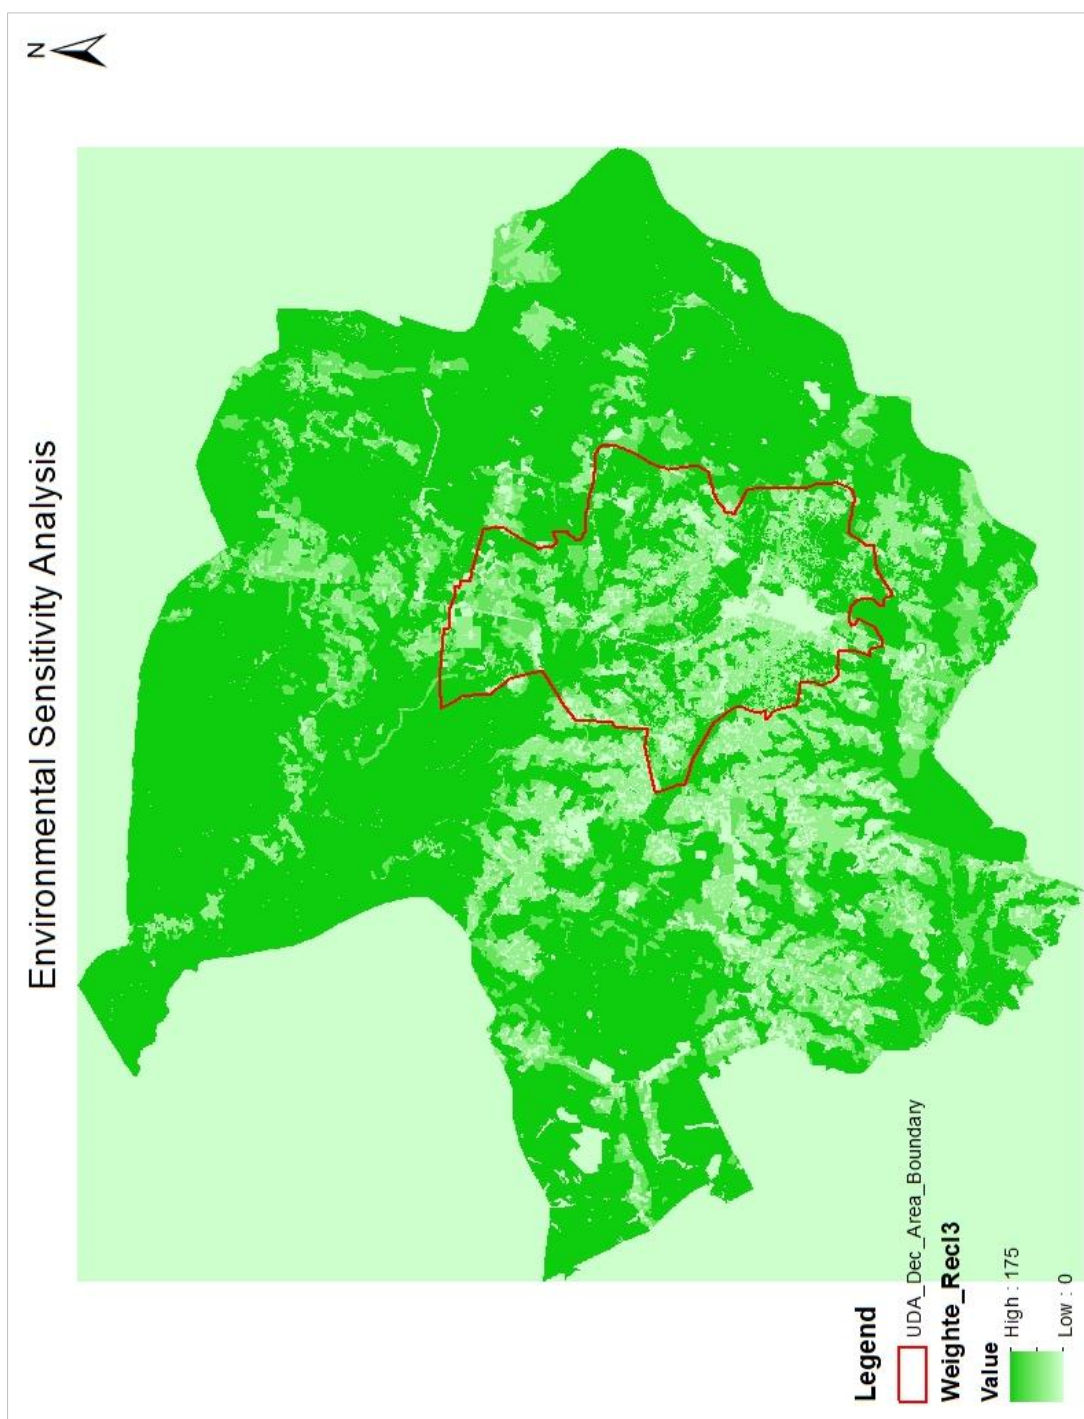 N
Environmental Sensitivity Analysis
Legend
UDA_Dec_Area_Boundary
Weighte_Recl3
Value
High : 175
Low : 0